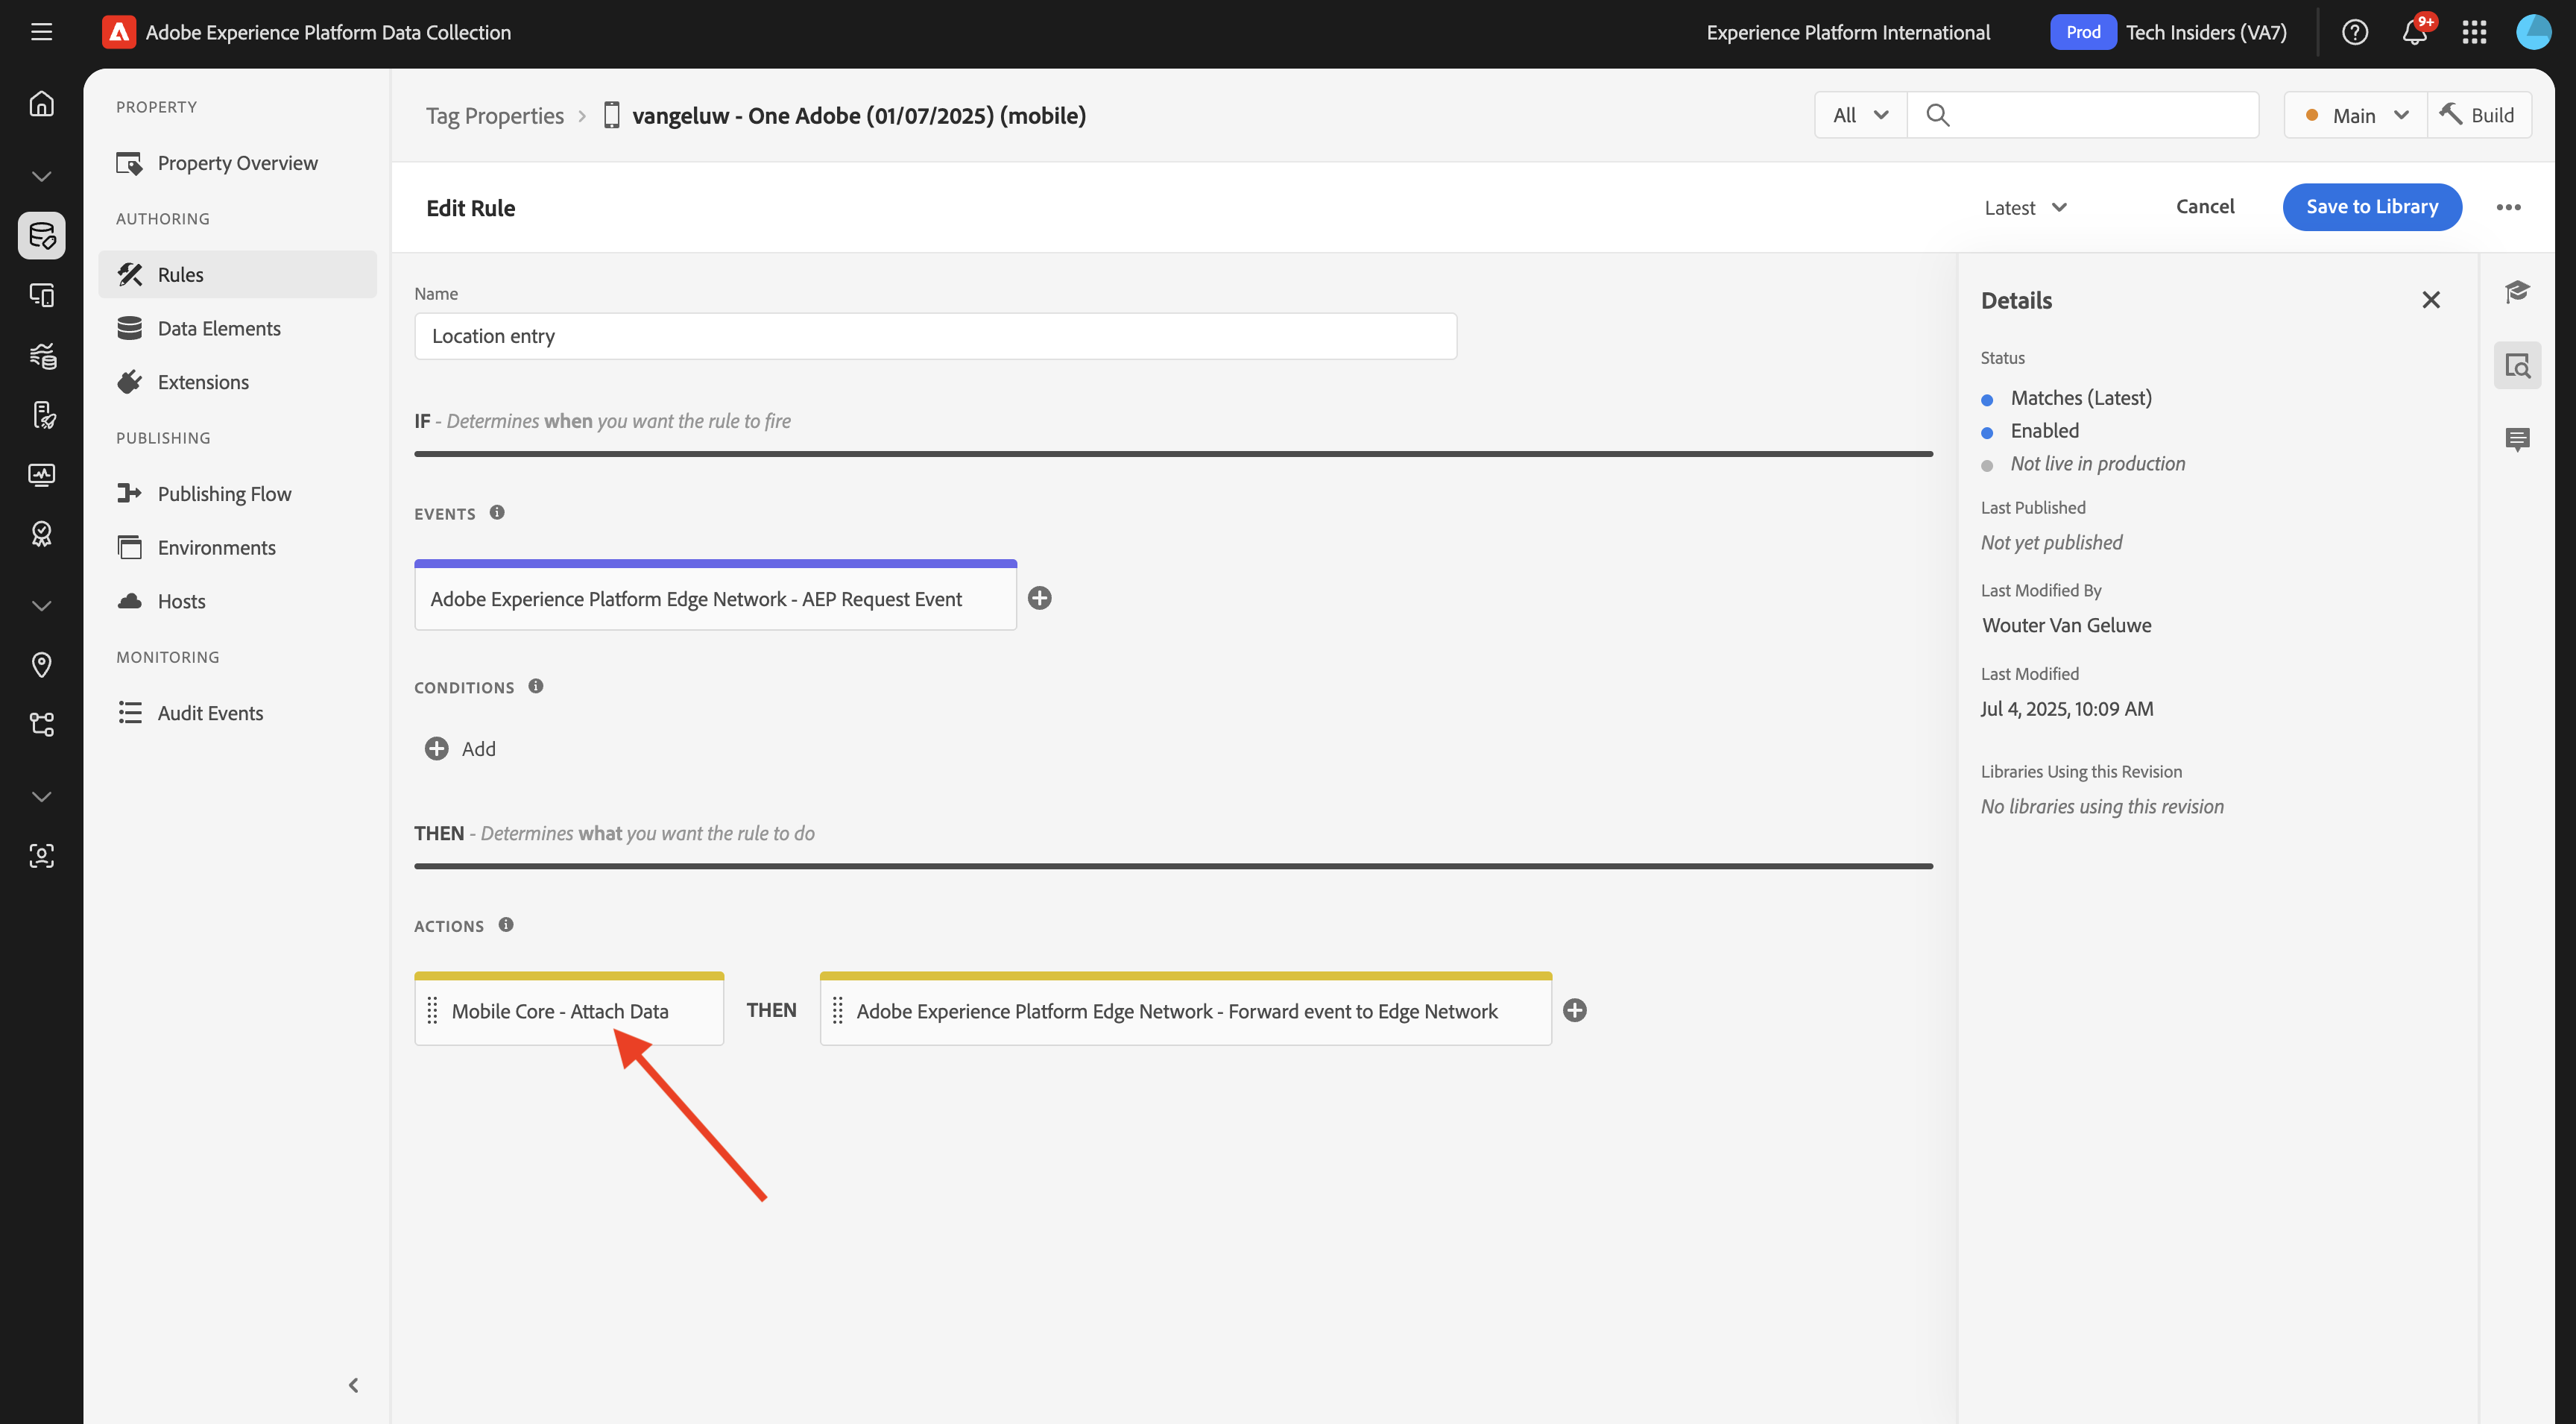 Adobe Experience Platform Data Collection
Experience Platform International
Prod
Tech Insiders (VA7)
9+
PROPERTY
Property Overview
AUTHORING
Rules
Data Elements
Extensions
PUBLISHING
Publishing Flow
Environments
Hosts
MONITORING
Audit Events
Tag Properties
vangeluw - One Adobe (01/07/2025) (mobile)
All
Main
Build
Edit Rule
Latest
Cancel
Save to Library
Name
Location entry
IF - Determines when you want the rule to fire
EVENTS
Adobe Experience Platform Edge Network - AEP Request Event
CONDITIONS
Add
THEN - Determines what you want the rule to do
ACTIONS
Mobile Core - Attach Data
THEN
Adobe Experience Platform Edge Network - Forward event to Edge Network
Details
Status
Matches (Latest)
Enabled
Not live in production
Last Published
Not yet published
Last Modified By
Wouter Van Geluwe
Last Modified
Jul 4, 2025, 10:09 AM
Libraries Using this Revision
No libraries using this revision